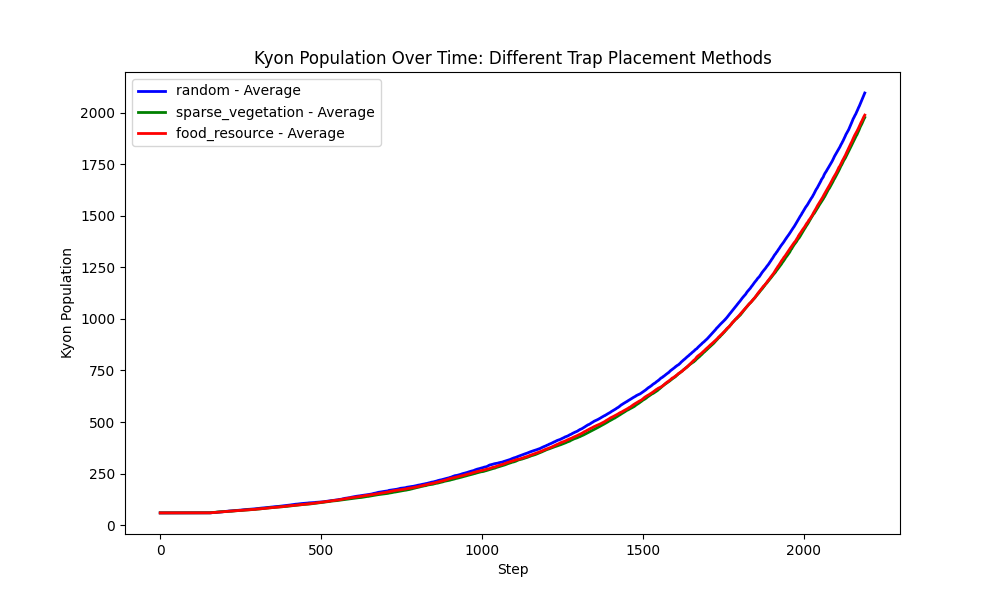 Kyon Population Over Time: Different Trap Placement Methods
random - Average
sparse_vegetation - Average
food_resource - Average
2000
1750
1500
1250
1000
750
500
250
0
Kyon Population
0 500 1000 1500 2000
Step